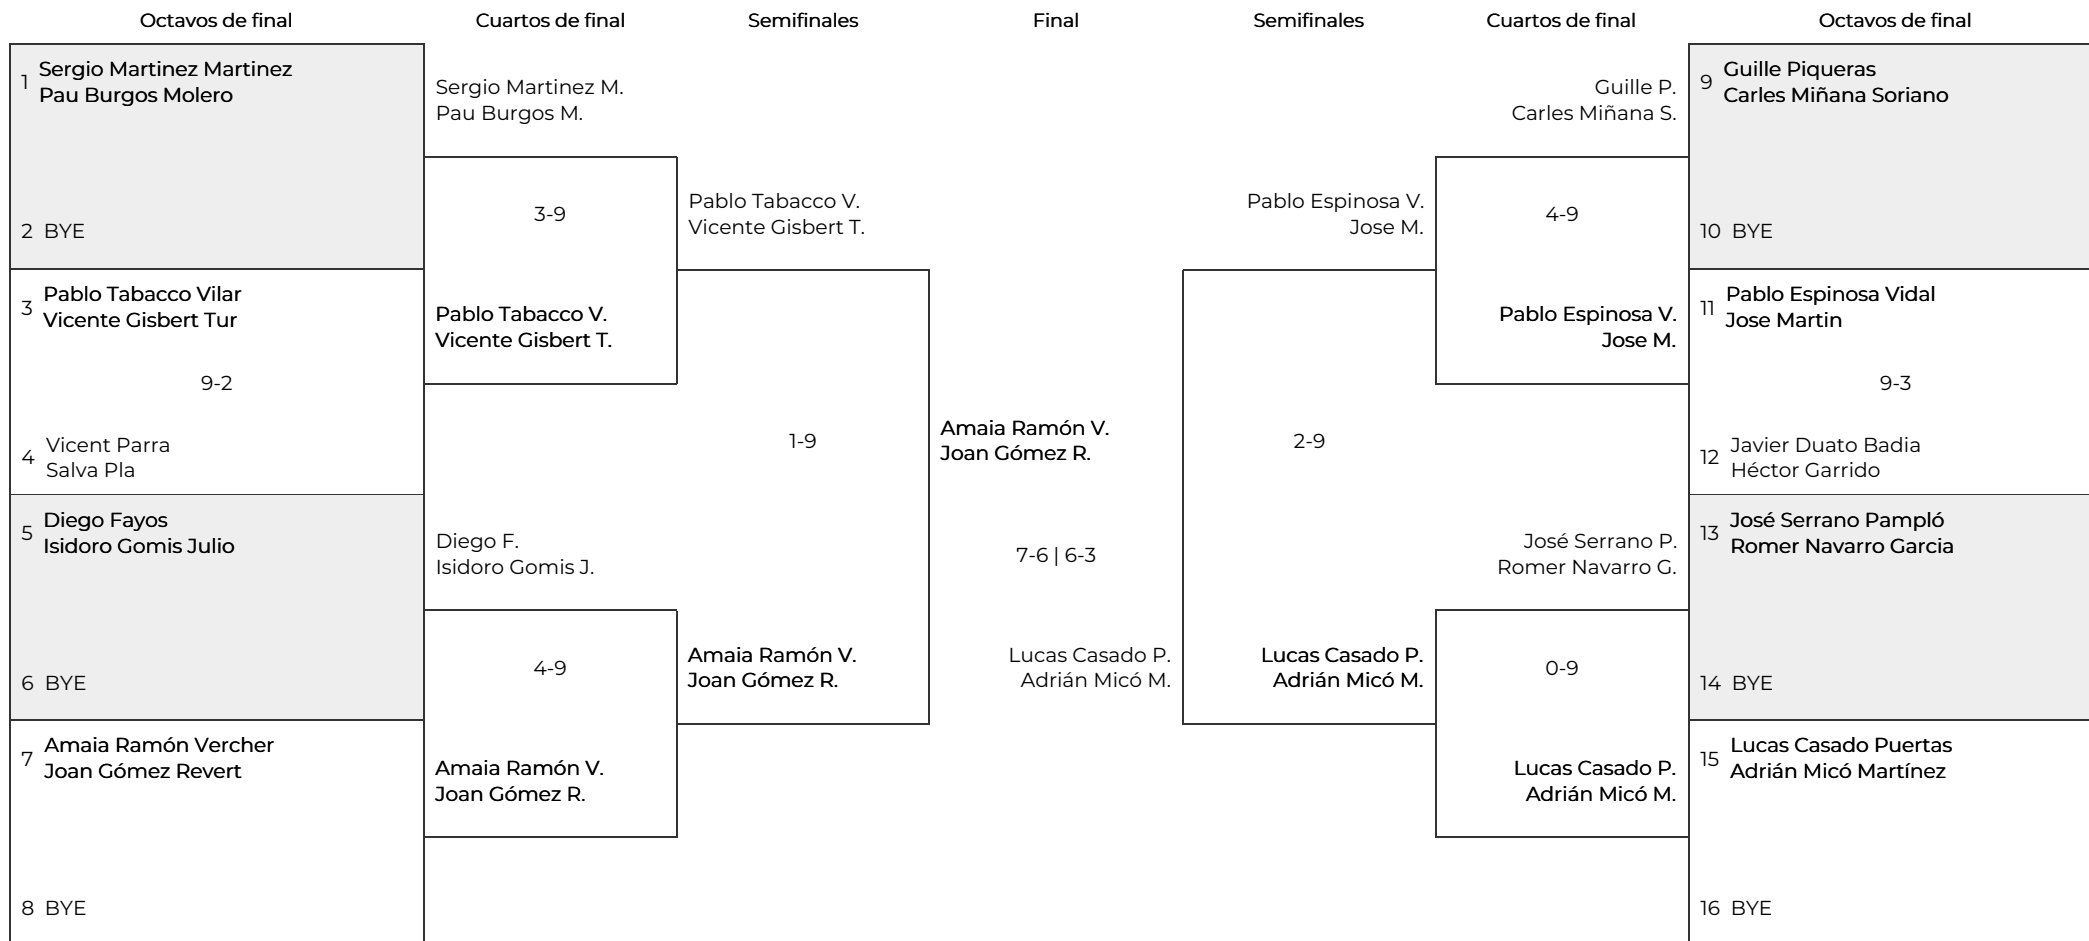 Octavos de final
Cuartos de final
Semifinales
Final
Semifinales
Cuartos de final
Octavos de final
1 Sergio Martinez Martinez
Pau Burgos Molero
2 BYE
3 Pablo Tabacco Vilar
Vicente Gisbert Tur
9-2
4 Vicent Parra
Salva Pla
5 Diego Fayos
Isidoro Gomis Julio
6 BYE
7 Amaia Ramón Vercher
Joan Gómez Revert
8 BYE
Sergio Martinez M.
Pau Burgos M.
3-9
Pablo Tabacco V.
Vicente Gisbert T.
Diego F.
Isidoro Gomis J.
4-9
Amaia Ramón V.
Joan Gómez R.
Pablo Tabacco V.
Vicente Gisbert T.
1-9
Amaia Ramón V.
Joan Gómez R.
Amaia Ramón V.
Joan Gómez R.
7-6 | 6-3
Lucas Casado P.
Adrián Micó M.
Pablo Espinosa V.
Jose M.
2-9
Lucas Casado P.
Adrián Micó M.
Guille P.
Carles Miñana S.
4-9
Pablo Espinosa V.
Jose M.
José Serrano P.
Romer Navarro G.
0-9
Lucas Casado P.
Adrián Micó M.
9 Guille Piqueras
Carles Miñana Soriano
10 BYE
11 Pablo Espinosa Vidal
Jose Martin
9-3
12 Javier Duato Badia
Héctor Garrido
13 José Serrano Pampló
Romer Navarro Garcia
14 BYE
15 Lucas Casado Puertas
Adrián Micó Martínez
16 BYE